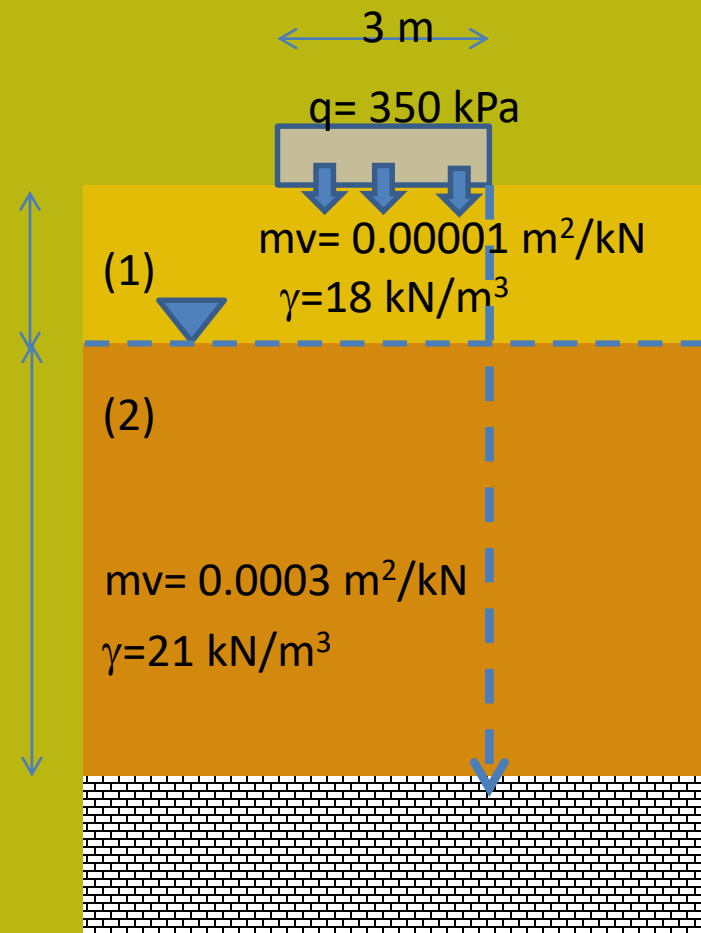 3 m
q= 350 kPa
mv= 0.00001 m²/kN
(1)
γ=18 kN/m³
(2)
mv= 0.0003 m²/kN
γ=21 kN/m³